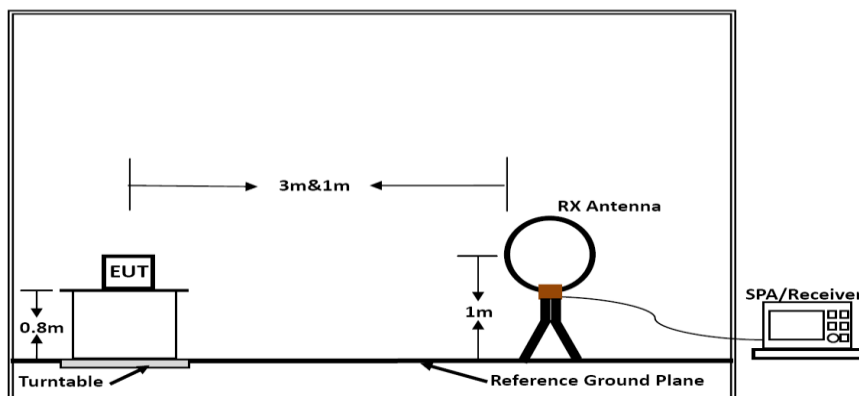 3m&1m
RX Antenna
EUT
SPA/Receiver
0.8m
1m
Turntable
Reference Ground Plane